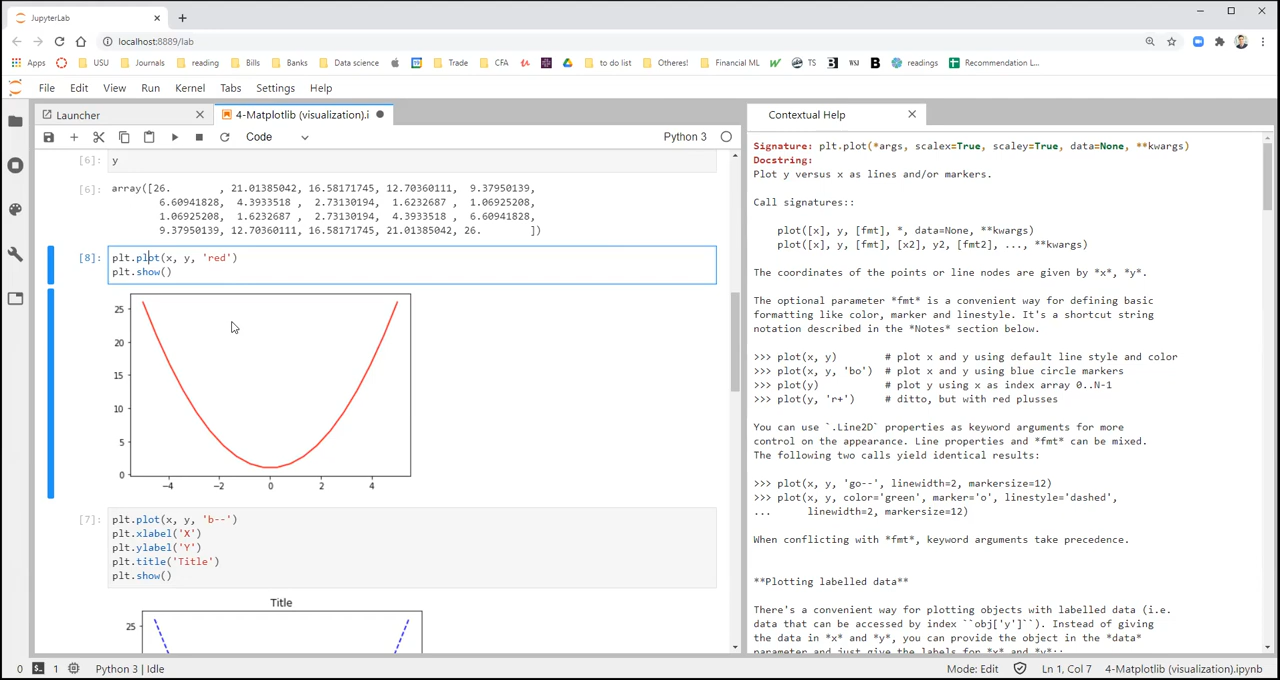 JupyterLab
localhost:8889/lab
Apps USU Journals reading Bills Banks Data science Trade CFA to do list Otheres! Financial ML TS WSJ readings Recommendation L...
File Edit View Run Kernel Tabs Settings Help
Launcher
4-Matplotlib (visualization).i
Contextual Help
Code
Python 3
[6]: y
[6]: array([26. , 21.01385042, 16.58171745, 12.70360111, 9.37950139,
6.60941828, 4.3933518 , 2.73130194, 1.6232687 , 1.06925208,
1.06925208, 1.6232687 , 2.73130194, 4.3933518 , 6.60941828,
9.37950139, 12.70360111, 16.58171745, 21.01385042, 26. ])
[8]: plt.plot(x, y, 'red')
plt.show()
25
20
15
10
5
0
−4 −2 0 2 4
[7]: plt.plot(x, y, 'b--')
plt.xlabel('X')
plt.ylabel('Y')
plt.title('Title')
plt.show()
Title
25
Signature: plt.plot(*args, scalex=True, scaley=True, data=None, **kwargs)
Docstring:
Plot y versus x as lines and/or markers.
Call signatures::
plot([x], y, [fmt], *, data=None, **kwargs)
plot([x], y, [fmt], [x2], y2, [fmt2], ..., **kwargs)
The coordinates of the points or line nodes are given by *x*, *y*.
The optional parameter *fmt* is a convenient way for defining basic
formatting like color, marker and linestyle. It's a shortcut string
notation described in the *Notes* section below.
>>> plot(x, y) # plot x and y using default line style and color
>>> plot(x, y, 'bo') # plot x and y using blue circle markers
>>> plot(y) # plot y using x as index array 0..N-1
>>> plot(y, 'r+') # ditto, but with red plusses
You can use `.Line2D` properties as keyword arguments for more
control on the appearance. Line properties and *fmt* can be mixed.
The following two calls yield identical results:
>>> plot(x, y, 'go--', linewidth=2, markersize=12)
>>> plot(x, y, color='green', marker='o', linestyle='dashed',
... linewidth=2, markersize=12)
When conflicting with *fmt*, keyword arguments take precedence.
**Plotting labelled data**
There's a convenient way for plotting objects with labelled data (i.e.
data that can be accessed by index ``obj['y']``). Instead of giving
the data in *x* and *y*, you can provide the object in the *data*
parameter and just give the labels for *x* and *y*::
0 1 Python 3 | Idle
Mode: Edit Ln 1, Col 7 4-Matplotlib (visualization).ipynb